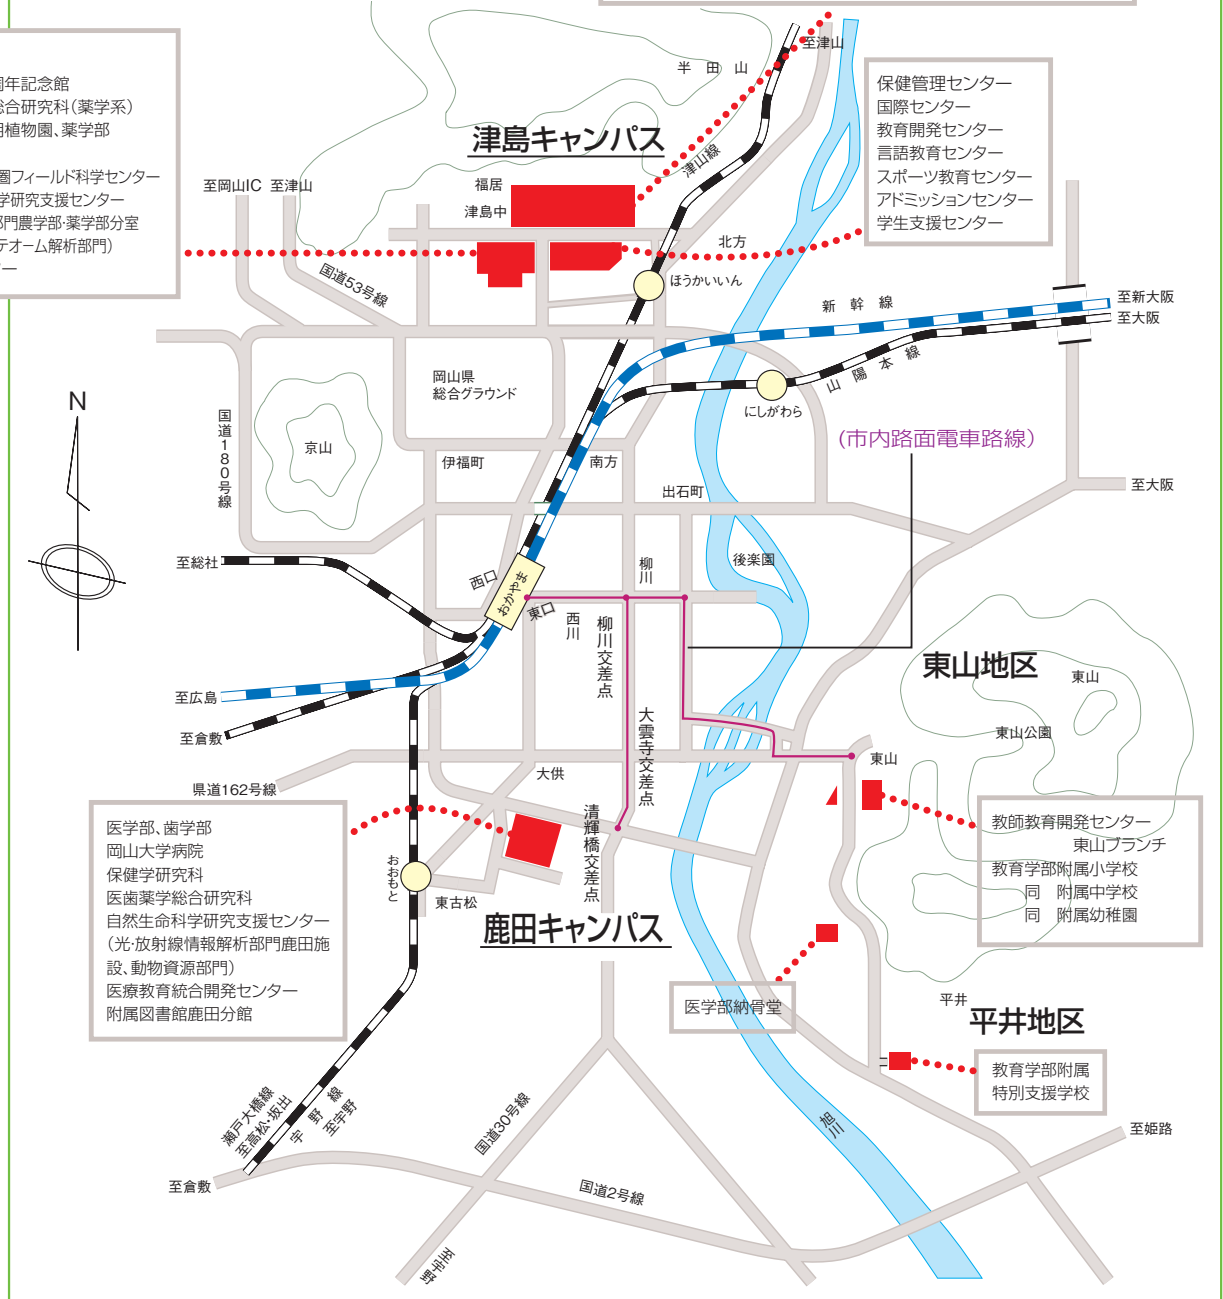 周年記念館
総合研究科(薬学系)
用植物園、薬学部
圏フィールド科学センター
学研究支援センター
部門農学部・薬学部分室
テオーム解析部門)
ー
半田山
至津山
保健管理センター
国際センター
教育開発センター
言語教育センター
スポーツ教育センター
アドミッションセンター
学生支援センター
津島キャンパス
津山線
至岡山IC
至津山
福居
津島中
北方
国道53号線
ほうかいいん
新幹線
至新大阪
至大阪
山陽本線
岡山県
総合グラウンド
にしがわら
N
国道180号線
京山
(市内路面電車路線)
伊福町
南方
出石町
至大阪
至総社
西口
おかやま
東口
柳川
後楽園
西川
柳川交差点
東山地区
東山
至広島
至倉敷
大雲寺交差点
東山公園
東山
県道162号線
大供
清輝橋交差点
医学部、歯学部
岡山大学病院
保健学研究科
医歯薬学総合研究科
自然生命科学研究支援センター
(光・放射線情報解析部門鹿田施
設、動物資源部門)
医療教育統合開発センター
附属図書館鹿田分館
おおもと
東古松
鹿田キャンパス
教師教育開発センター
東山ブランチ
教育学部附属小学校
同 附属中学校
同 附属幼稚園
医学部納骨堂
平井
平井地区
教育学部附属
特別支援学校
瀬戸大橋線
至高松・坂出
宇野線
至宇野
国道30号線
旭川
至姫路
至倉敷
国道2号線
至宇野